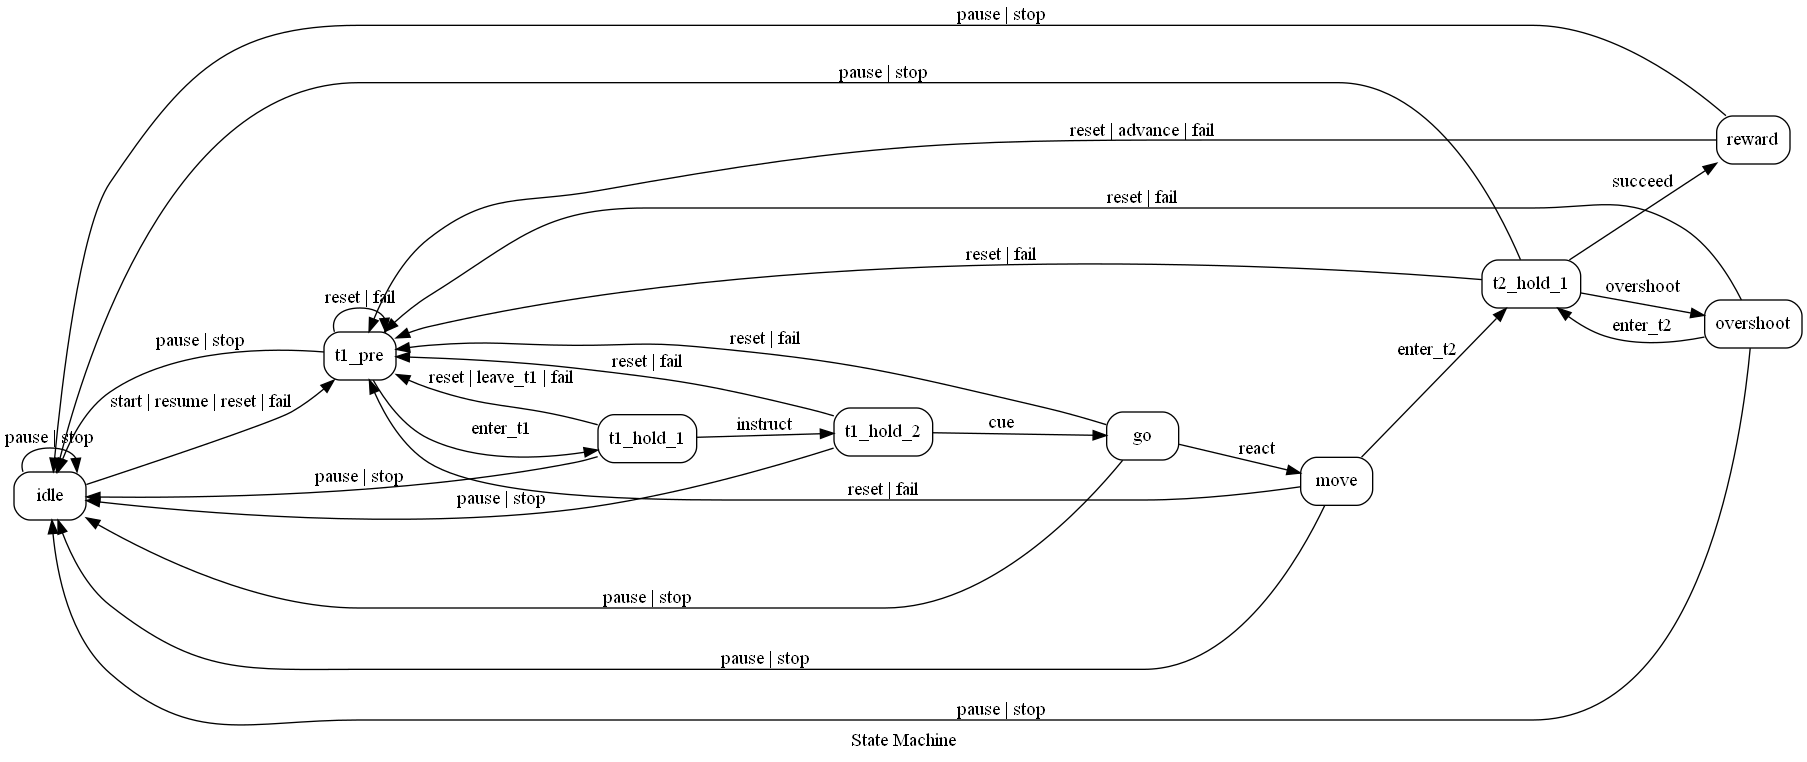 pause | stop
pause | stop
reset | advance | fail
reward
succeed
reset | fail
reset | fail
t2_hold_1
overshoot
reset | fail
overshoot
enter_t2
pause | stop
reset | fail
enter_t2
t1_pre
reset | fail
reset | leave_t1 | fail
start | resume | reset | fail
enter_t1
instruct
cue
t1_hold_1
t1_hold_2
go
pause | stop
react
pause | stop
move
idle
pause | stop
reset | fail
pause | stop
pause | stop
pause | stop
State Machine